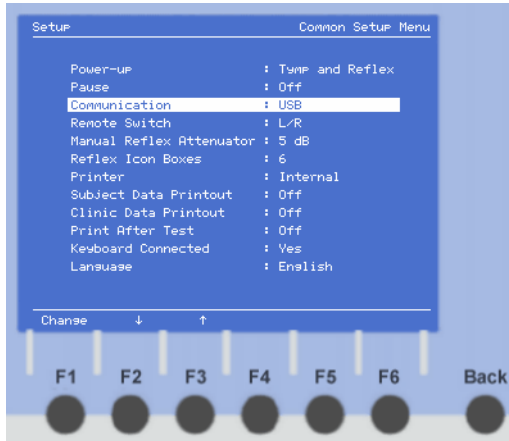 Setup Common Setup Menu
Power-up : Tymp and Reflex
Pause : Off
Communication : USB
Remote Switch : L/R
Manual Reflex Attenuator : 5 dB
Reflex Icon Boxes : 6
Printer : Internal
Subject Data Printout : Off
Clinic Data Printout : Off
Print After Test : Off
Keyboard Connected : Yes
Language : English
Change ↓ ↑
F1 F2 F3 F4 F5 F6 Back